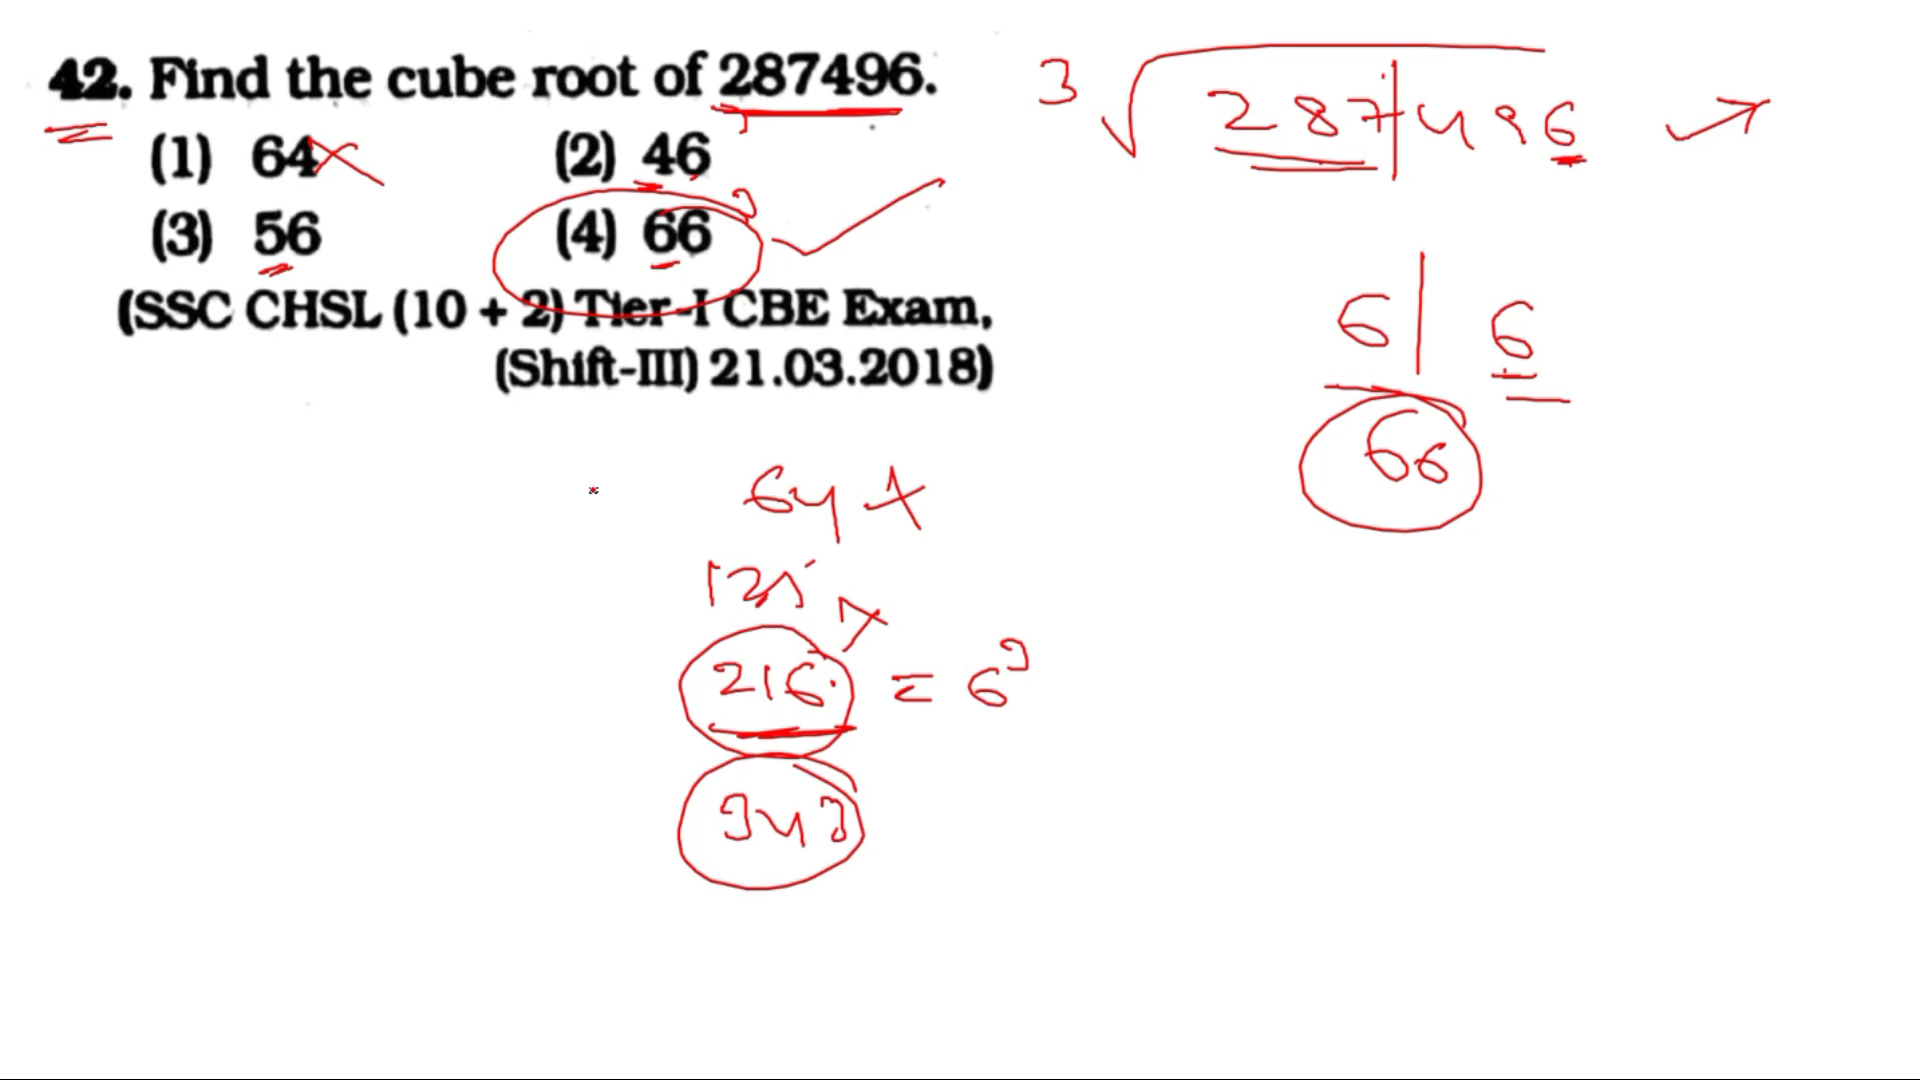 42. Find the cube root of 287496.
(1) 64 (2) 46
(3) 56 (4) 66
(SSC CHSL (10 + 2) Tier-I CBE Exam,
(Shift-III) 21.03.2018)
3√287|496
6|6
66
64 ×
125 ×
216 = 6³
343